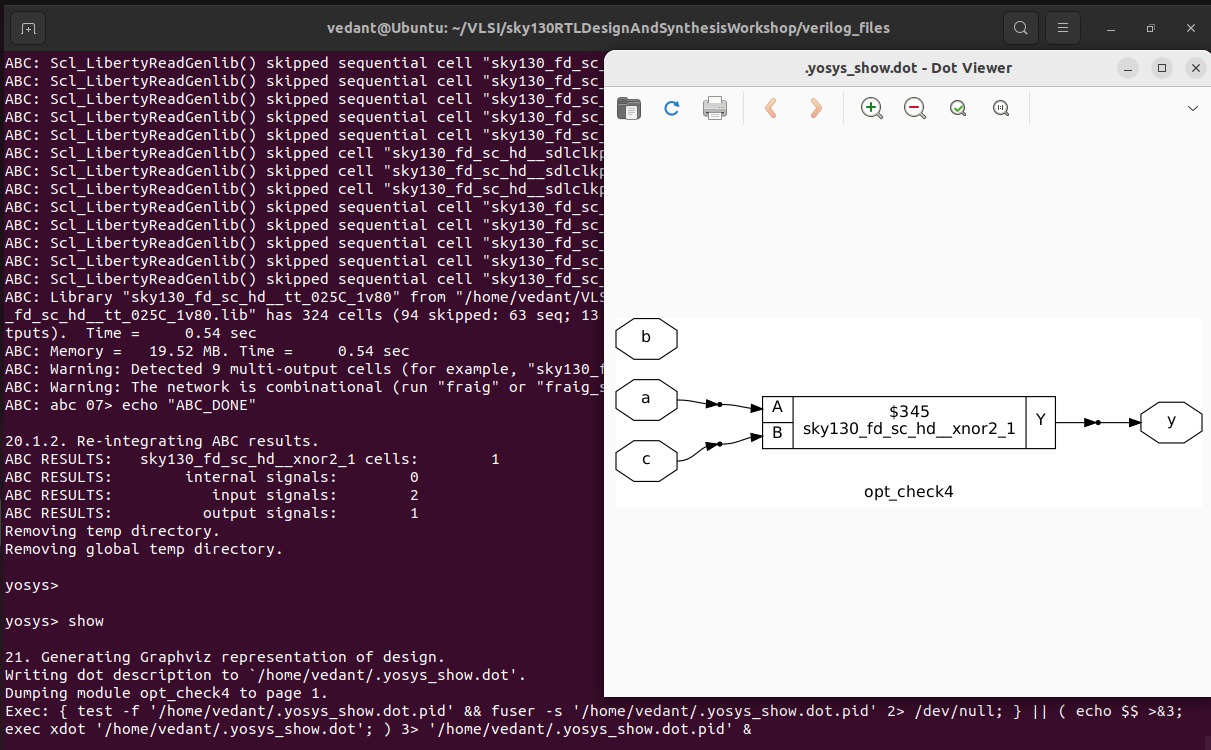 vedant@Ubuntu: ~/VLSI/sky130RTLDesignAndSynthesisWorkshop/verilog_files
ABC: Scl_LibertyReadGenlib() skipped sequential cell "sky130_fd_sc_
ABC: Scl_LibertyReadGenlib() skipped sequential cell "sky130_fd_sc_
ABC: Scl_LibertyReadGenlib() skipped sequential cell "sky130_fd_sc_
ABC: Scl_LibertyReadGenlib() skipped sequential cell "sky130_fd_sc_
ABC: Scl_LibertyReadGenlib() skipped sequential cell "sky130_fd_sc_
ABC: Scl_LibertyReadGenlib() skipped cell "sky130_fd_sc_hd__sdlclkp
ABC: Scl_LibertyReadGenlib() skipped cell "sky130_fd_sc_hd__sdlclkp
ABC: Scl_LibertyReadGenlib() skipped cell "sky130_fd_sc_hd__sdlclkp
ABC: Scl_LibertyReadGenlib() skipped sequential cell "sky130_fd_sc_
ABC: Scl_LibertyReadGenlib() skipped sequential cell "sky130_fd_sc_
ABC: Scl_LibertyReadGenlib() skipped sequential cell "sky130_fd_sc_
ABC: Scl_LibertyReadGenlib() skipped sequential cell "sky130_fd_sc_
ABC: Scl_LibertyReadGenlib() skipped sequential cell "sky130_fd_sc_
ABC: Library "sky130_fd_sc_hd__tt_025C_1v80" from "/home/vedant/VLS
_fd_sc_hd__tt_025C_1v80.lib" has 324 cells (94 skipped: 63 seq; 13
tputs).  Time =     0.54 sec
ABC: Memory =   19.52 MB. Time =     0.54 sec
ABC: Warning: Detected 9 multi-output cells (for example, "sky130_f
ABC: Warning: The network is combinational (run "fraig" or "fraig_s
ABC: abc 07> echo "ABC_DONE"
20.1.2. Re-integrating ABC results.
ABC RESULTS:   sky130_fd_sc_hd__xnor2_1 cells:        1
ABC RESULTS:        internal signals:        0
ABC RESULTS:           input signals:        2
ABC RESULTS:          output signals:        1
Removing temp directory.
Removing global temp directory.
yosys>
yosys> show
21. Generating Graphviz representation of design.
Writing dot description to `/home/vedant/.yosys_show.dot'.
Dumping module opt_check4 to page 1.
Exec: { test -f '/home/vedant/.yosys_show.dot.pid' && fuser -s '/home/vedant/.yosys_show.dot.pid' 2> /dev/null; } || ( echo $$ >&3;
exec xdot '/home/vedant/.yosys_show.dot'; ) 3> '/home/vedant/.yosys_show.dot.pid' &
.yosys_show.dot - Dot Viewer
b
a
c
A
B
$345
sky130_fd_sc_hd__xnor2_1
Y
y
opt_check4